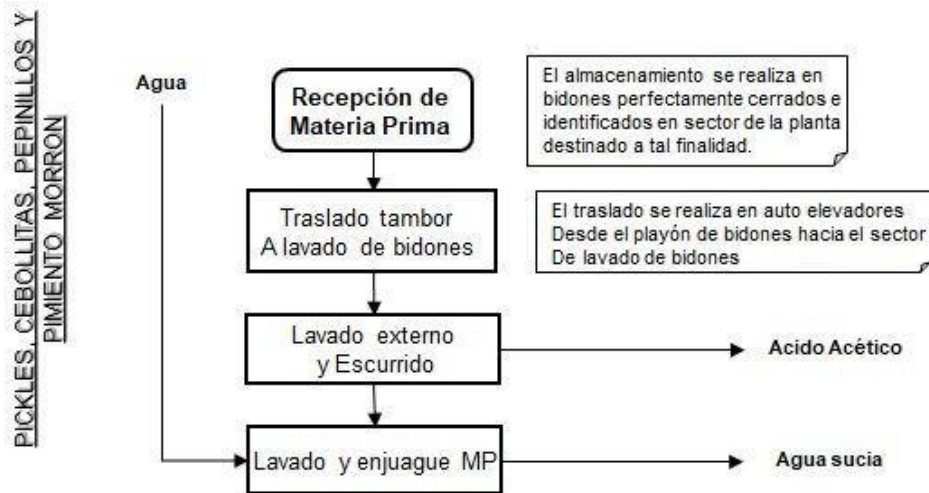 PICKLES, CEBOLLITAS, PEPINILLOS Y
PIMIENTO MORRON
Agua
Recepción de
Materia Prima
El almacenamiento se realiza en
bidones perfectamente cerrados e
identificados en sector de la planta
destinado a tal finalidad.
Traslado tambor
A lavado de bidones
El traslado se realiza en auto elevadores
Desde el playón de bidones hacia el sector
De lavado de bidones
Lavado externo
y Escurrido
Acido Acético
Lavado y enjuague MP
Agua sucia